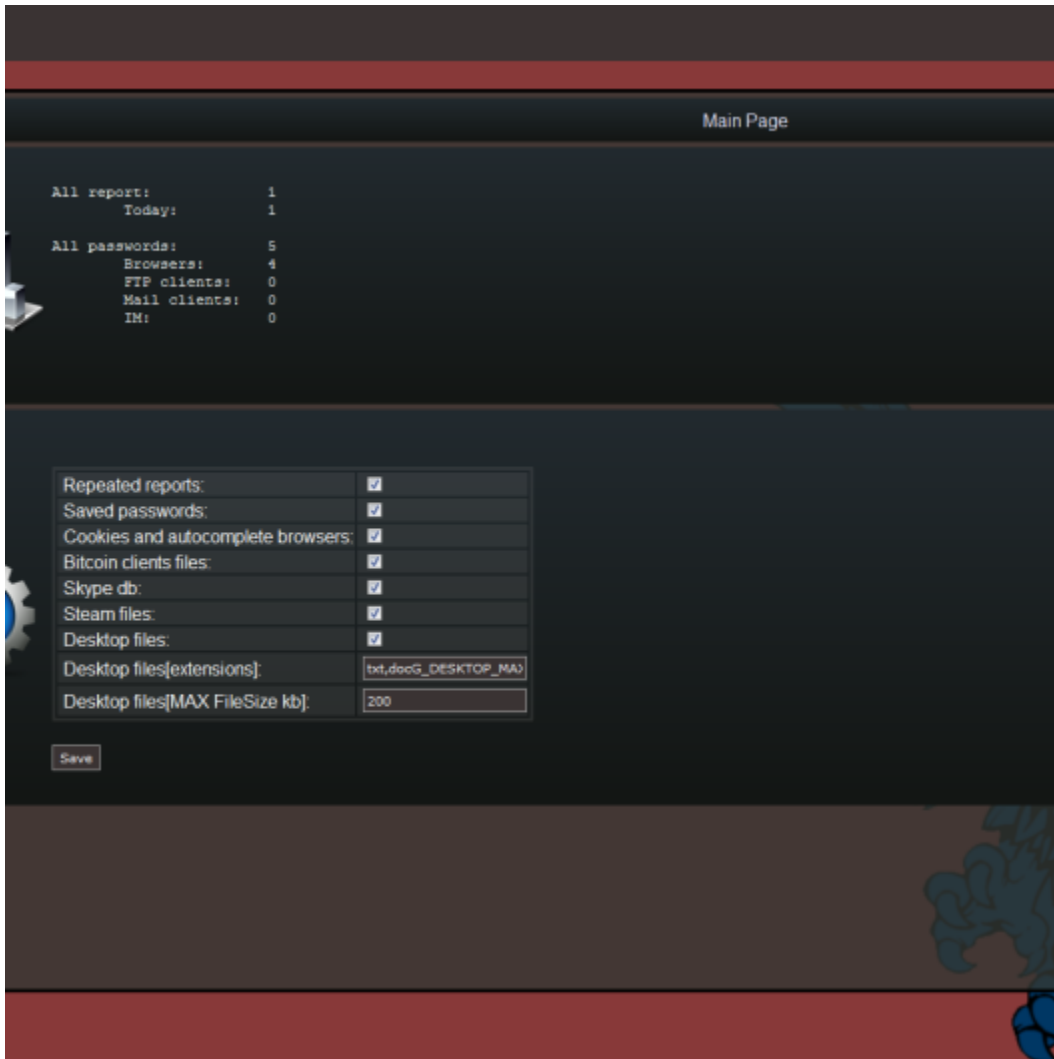 Main Page
All report: 1
Today: 1
All passwords: 5
Browsers: 4
FTP clients: 0
Mail clients: 0
IM: 0
Repeated reports:
Saved passwords:
Cookies and autocomplete browsers:
Bitcoin clients files:
Skype db:
Steam files:
Desktop files:
Desktop files[extensions]: txt,docG_DESKTOP_MAX
Desktop files[MAX FileSize kb]: 200
Save